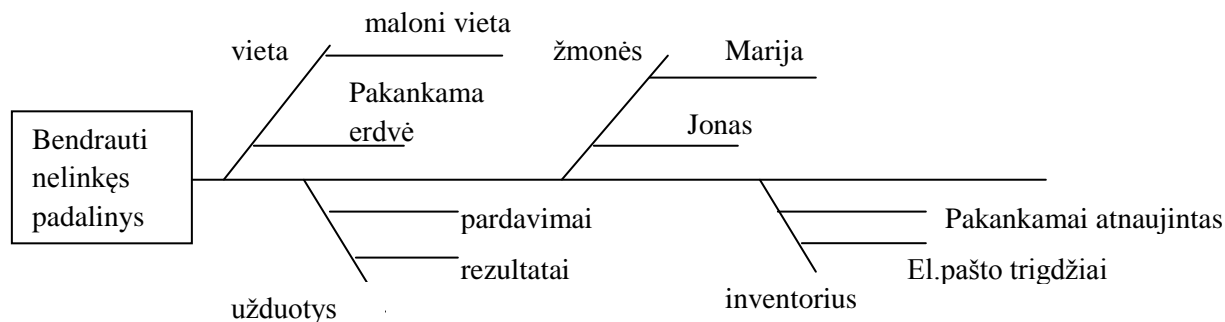 maloni vieta
vieta
žmonės
Marija
Pakankama
erdvė
Jonas
Bendrauti
nelinkęs
padalinys
pardavimai
Pakankamai atnaujintas
rezultatai
El.pašto trigdžiai
užduotys
inventorius